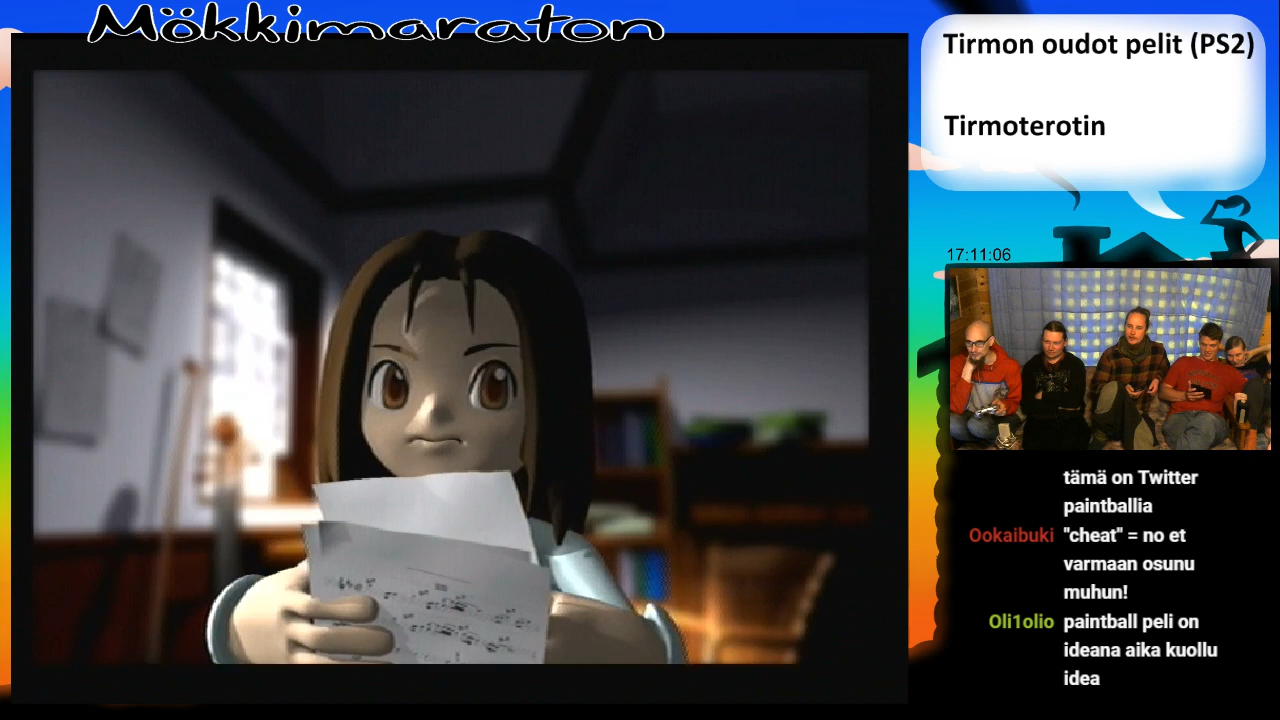 Mökkimaraton
Tirmon oudot pelit (PS2)
Tirmoterotin
17:11:06
tämä on Twitter
paintballia
Ookaibuki "cheat" = no et
varmaan osunu
muhun!
Oli1olio paintball peli on
ideana aika kuollu
idea